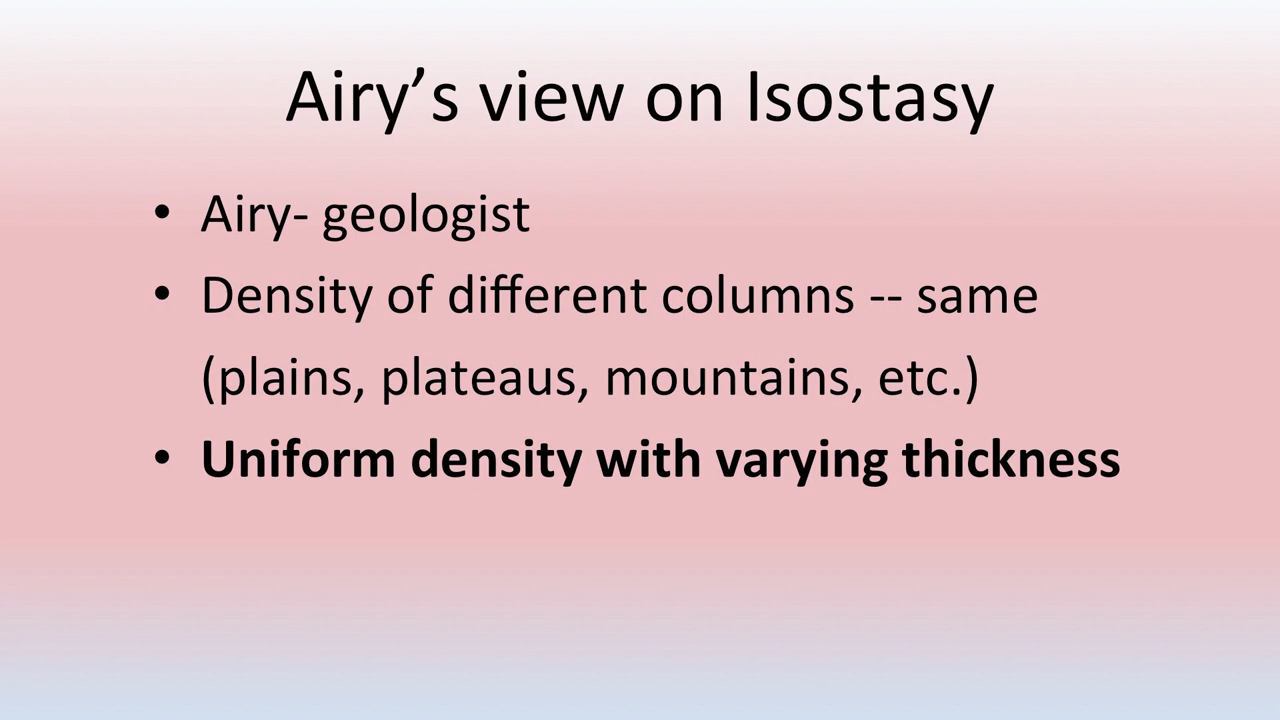 Airy’s view on Isostasy
• Airy- geologist
• Density of different columns -- same
(plains, plateaus, mountains, etc.)
• Uniform density with varying thickness